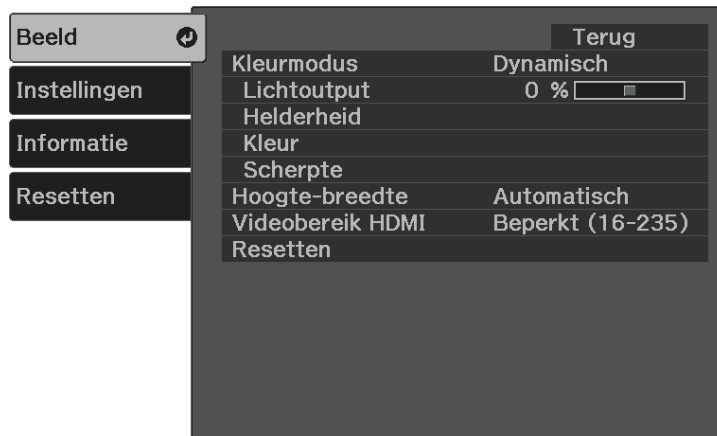 Beeld
Instellingen
Informatie
Resetten
Terug
Kleurmodus Dynamisch
Lichtoutput 0 %
Helderheid
Kleur
Scherpte
Hoogte-breedte Automatisch
Videobereik HDMI Beperkt (16-235)
Resetten